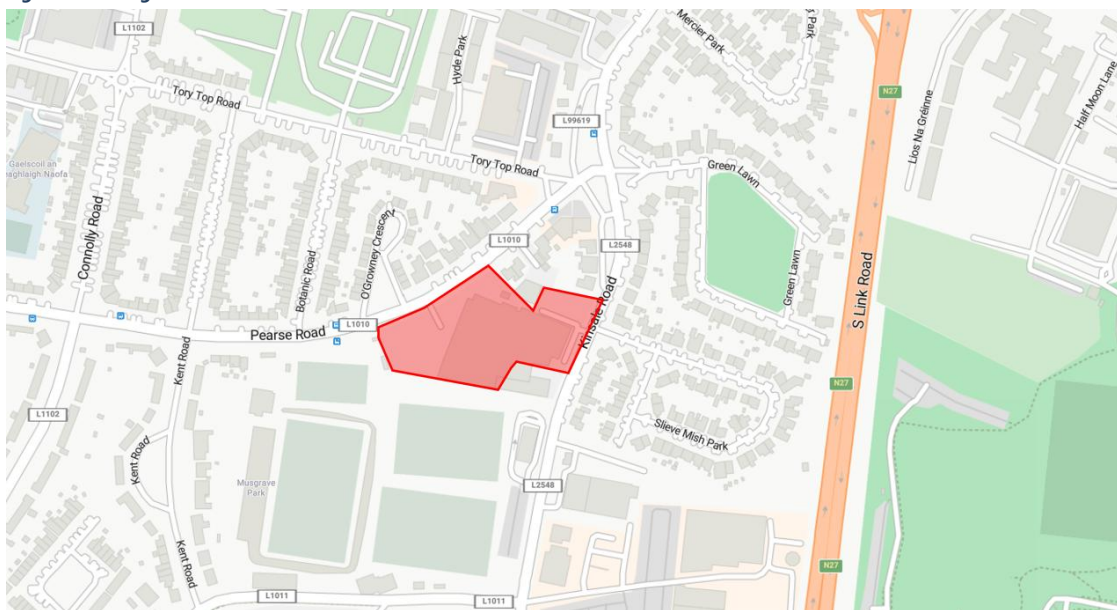 L1102
Mercier Park
Park
Hyde Park
N27
Half Moon Lane
Lios Na Gréinne
Tory Top Road
L99619
Tory Top Road
Green Lawn
Gaelscoil an
Naofa
Connolly Road
Botanic Road
O'Growney Crescen
L1010
L2548
Green Lawn
S Link Road
Kinsale Road
L1010
Pearse Road
Kent Road
N27
L1102
Slieve Mish Park
Kent Road
Musgrave
Park
L2548
Kent Road
N27
L1011
L1011